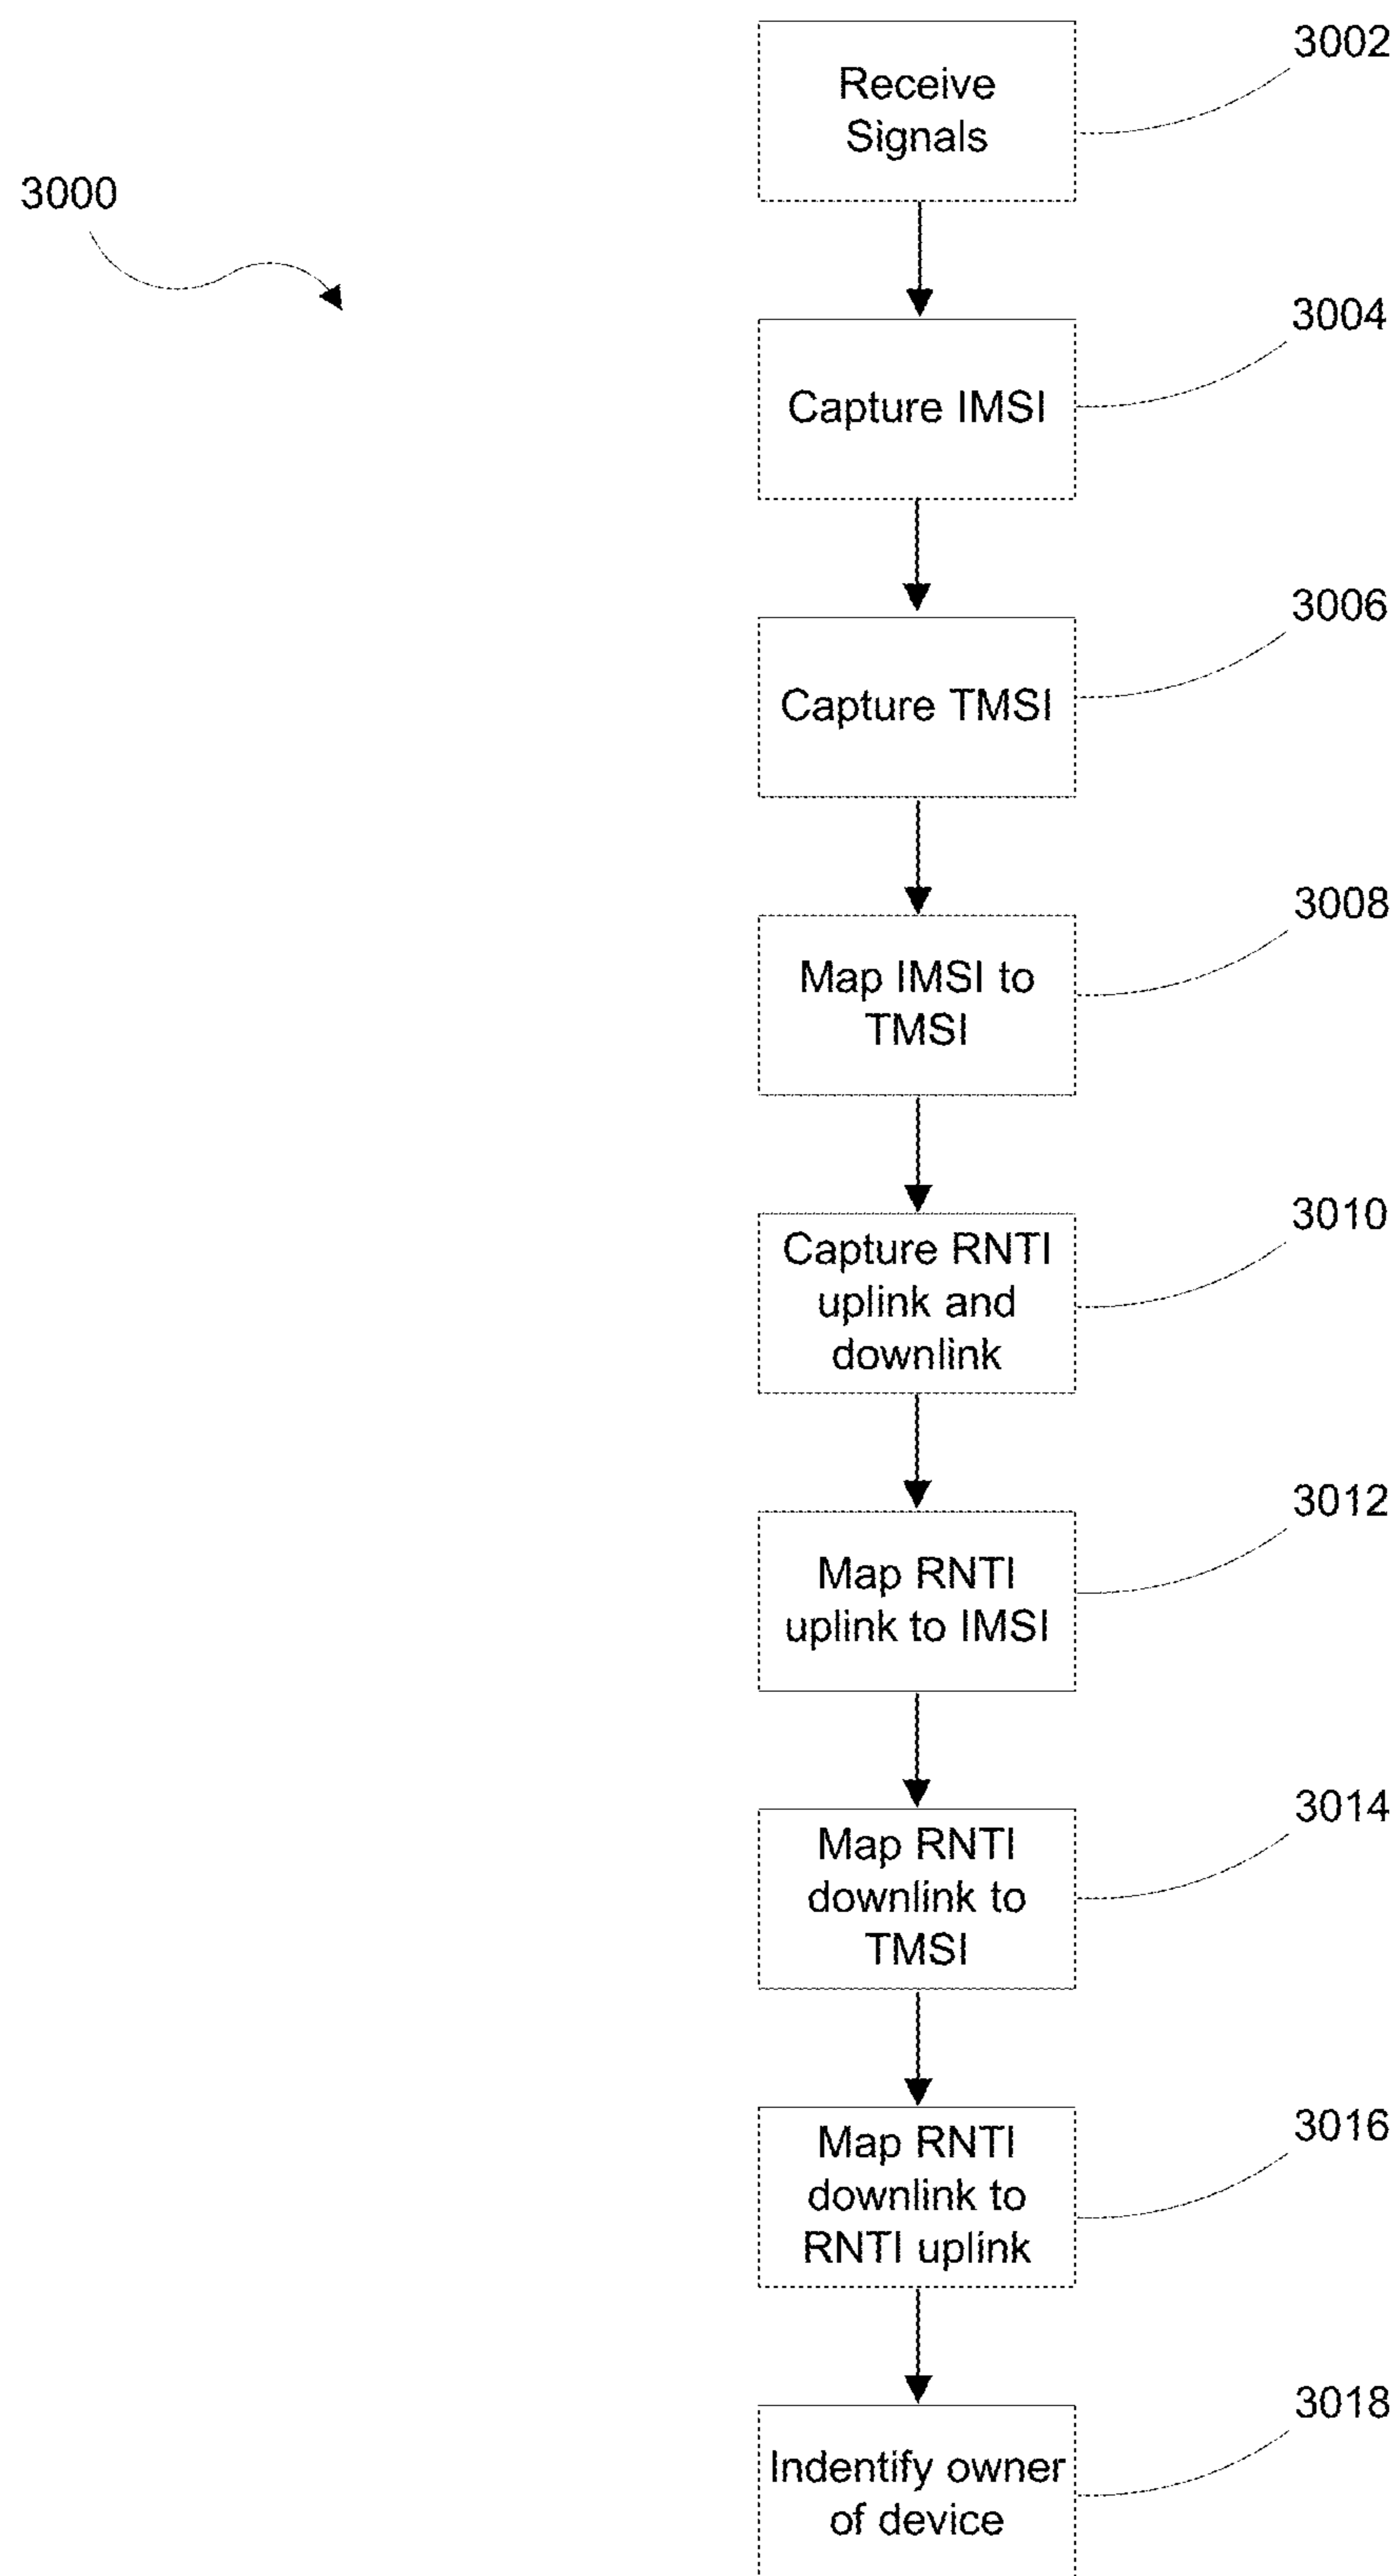 3002
Receive
Signals
3000
3004
Capture IMSI
3006
Capture TMSI
3008
Map IMSI to
TMSI
3010
Capture RNTI
uplink and
downlink
3012
Map RNTI
uplink to IMSI
3014
Map RNTI
downlink to
TMSI
3016
Map RNTI
downlink to
RNTI uplink
3018
Indentify owner
of device